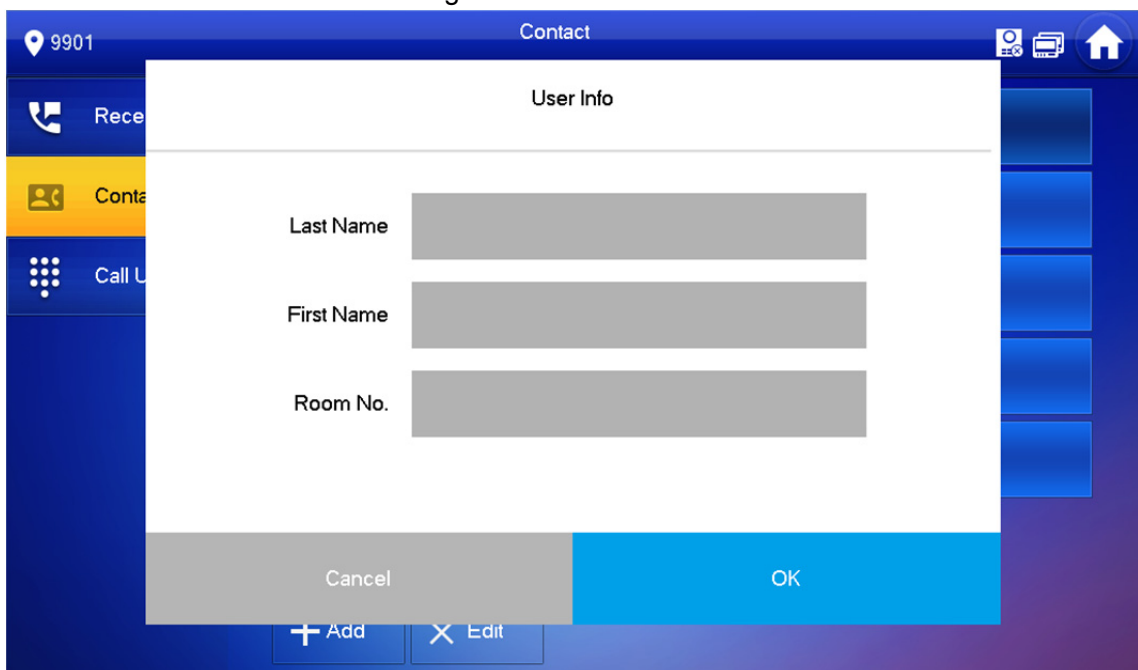 9901
Contact
User Info
Rece
Conta
Call U
Last Name
First Name
Room No.
Cancel
OK
Add
Edit